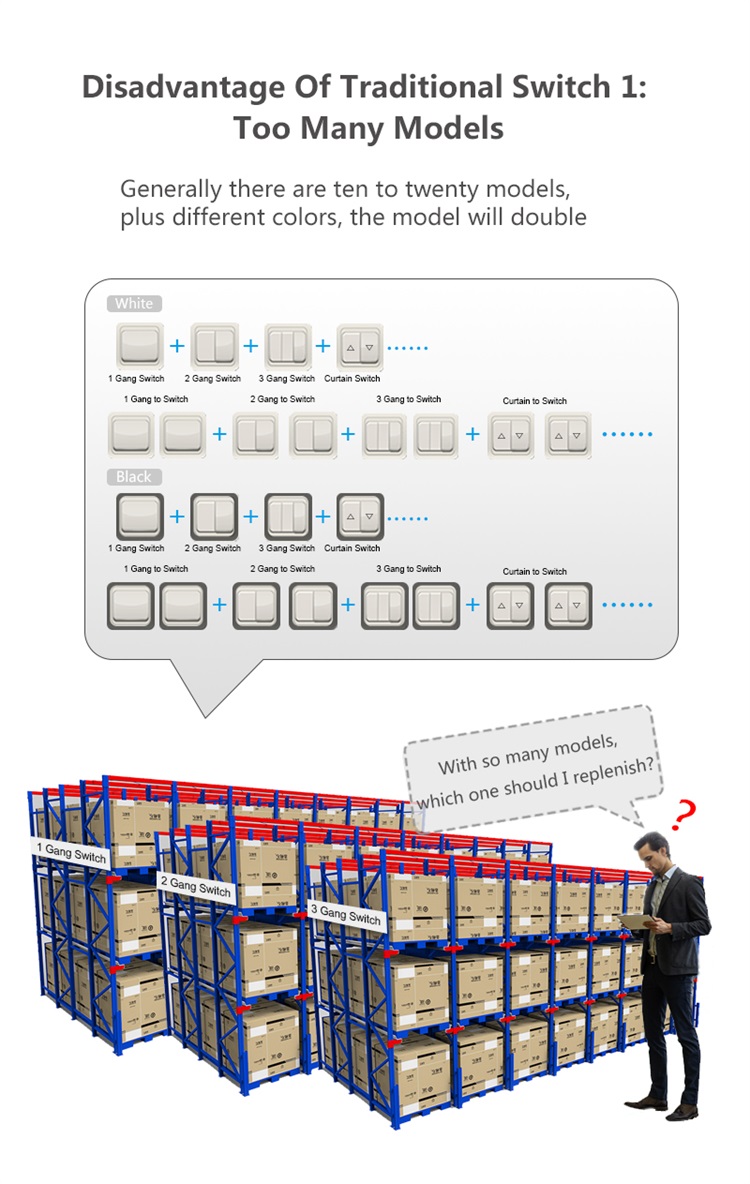 Disadvantage Of Traditional Switch 1:
Too Many Models
Generally there are ten to twenty models,
plus different colors, the model will double
White
1 Gang Switch 2 Gang Switch 3 Gang Switch Curtain Switch
1 Gang to Switch 2 Gang to Switch 3 Gang to Switch Curtain to Switch
Black
1 Gang Switch 2 Gang Switch 3 Gang Switch Curtain Switch
1 Gang to Switch 2 Gang to Switch 3 Gang to Switch Curtain to Switch
With so many models,
which one should I replenish?
?
1 Gang Switch
2 Gang Switch
3 Gang Switch